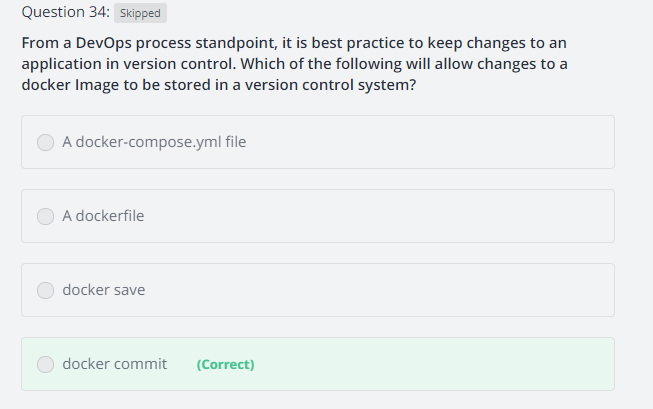 Question 34: Skipped
From a DevOps process standpoint, it is best practice to keep changes to an
application in version control. Which of the following will allow changes to a
docker Image to be stored in a version control system?
A docker-compose.yml file
A dockerfile
docker save
docker commit (Correct)